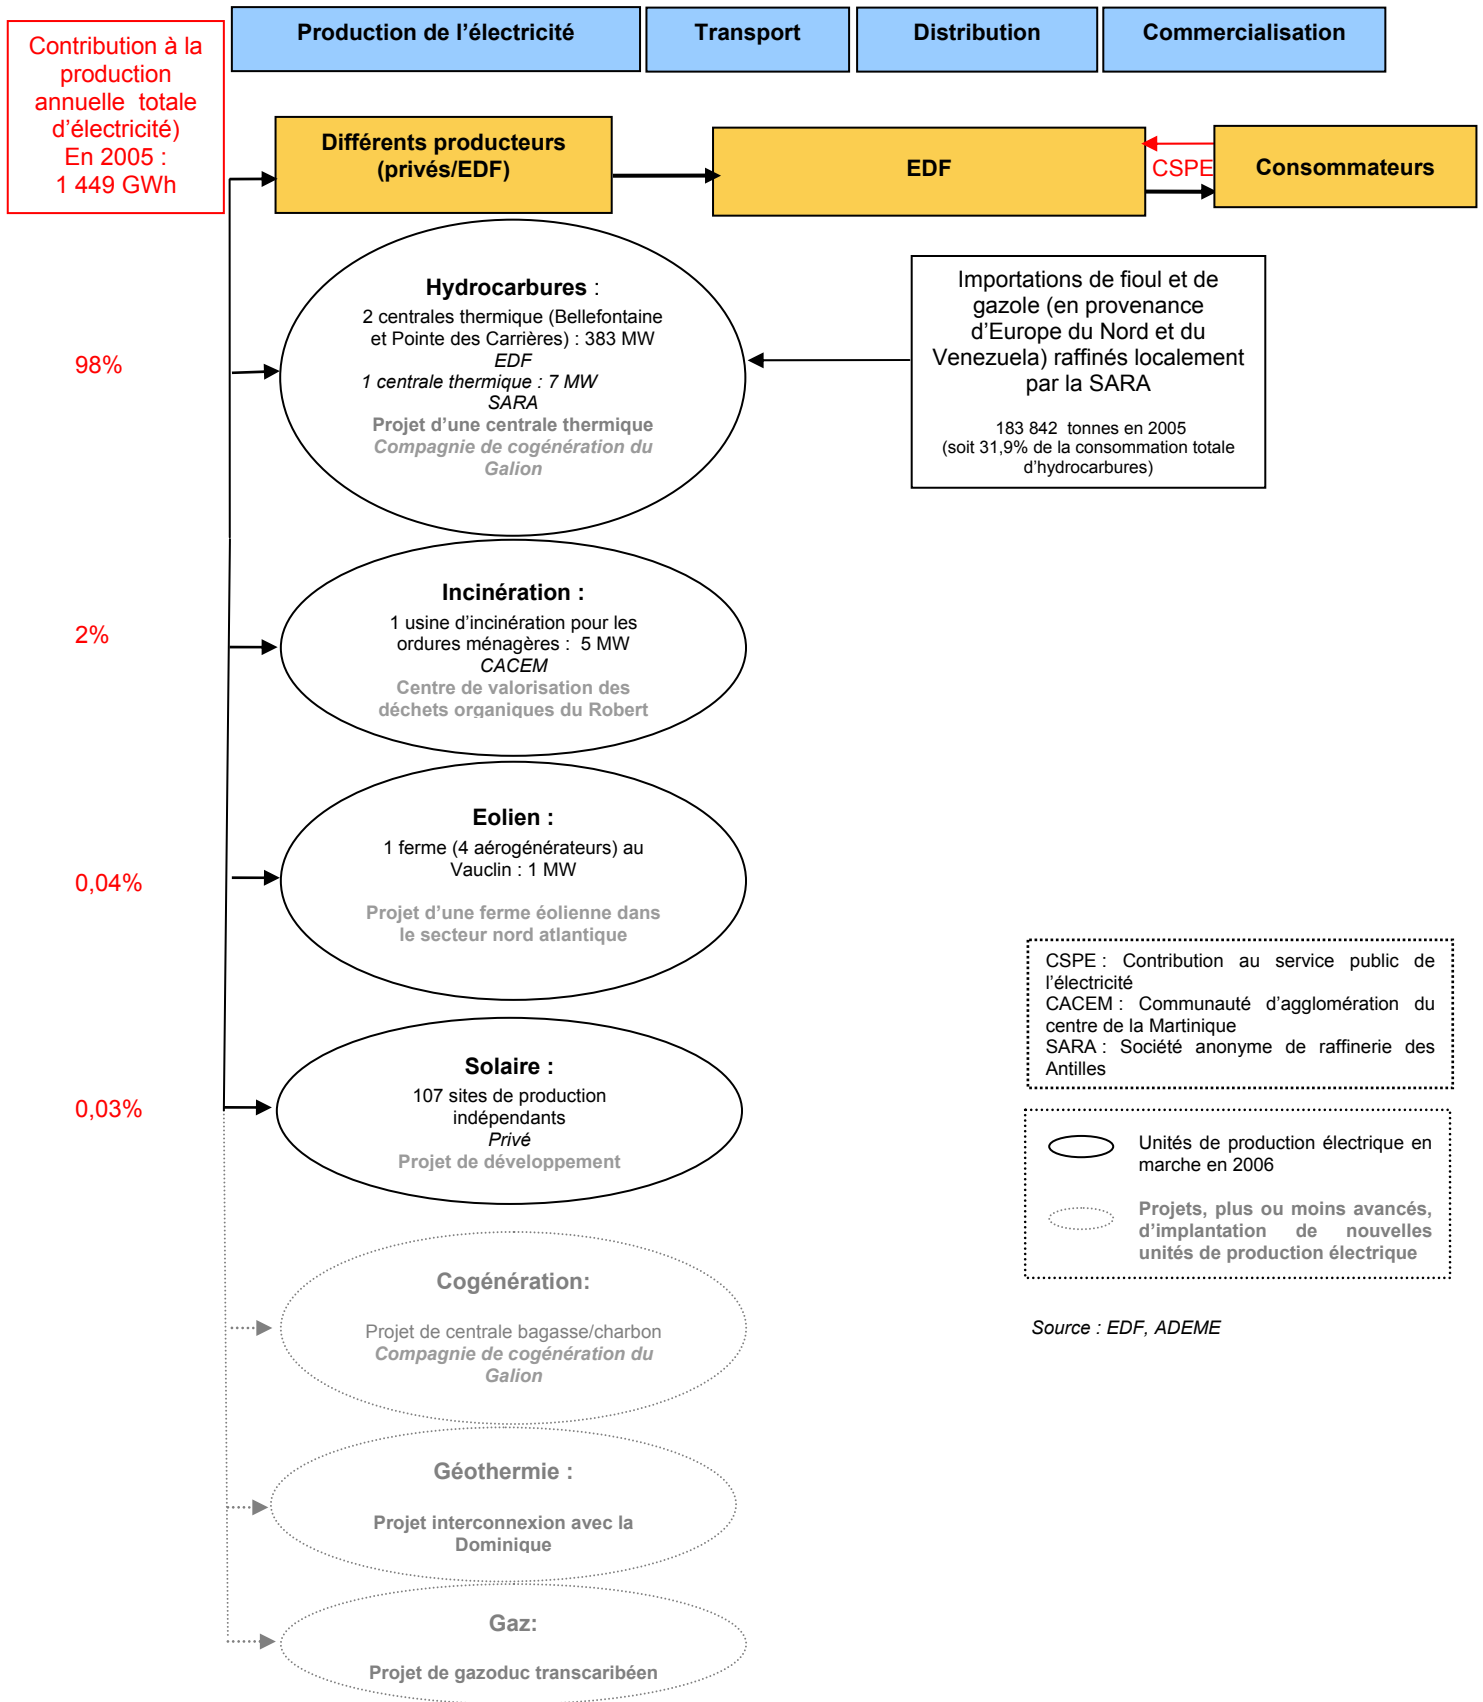 Contribution à la
production
annuelle totale
d'électricité)
En 2005 :
1 449 GWh
Production de l'électricité
Transport
Distribution
Commercialisation
Différents producteurs
(privés/EDF)
EDF
CSPE
Consommateurs
98%
Hydrocarbures :
2 centrales thermique (Bellefontaine
et Pointe des Carrières) : 383 MW
EDF
1 centrale thermique : 7 MW
SARA
Projet d'une centrale thermique
Compagnie de cogénération du
Galion
Importations de fioul et de
gazole (en provenance
d'Europe du Nord et du
Venezuela) raffinés localement
par la SARA
183 842 tonnes en 2005
(soit 31,9% de la consommation totale
d'hydrocarbures)
2%
Incinération :
1 usine d'incinération pour les
ordures ménagères : 5 MW
CACEM
Centre de valorisation des
déchets organiques du Robert
0,04%
Eolien :
1 ferme (4 aérogénérateurs) au
Vauclin : 1 MW
Projet d'une ferme éolienne dans
le secteur nord atlantique
0,03%
Solaire :
107 sites de production
indépendants
Privé
Projet de développement
Cogénération:
Projet de centrale bagasse/charbon
Compagnie de cogénération du
Galion
Géothermie :
Projet interconnexion avec la
Dominique
Gaz:
Projet de gazoduc transcaribéen
CSPE : Contribution au service public de
l'électricité
CACEM : Communauté d'agglomération du
centre de la Martinique
SARA : Société anonyme de raffinerie des
Antilles
Unités de production électrique en
marche en 2006
Projets, plus ou moins avancés,
d'implantation de nouvelles
unités de production électrique
Source : EDF, ADEME